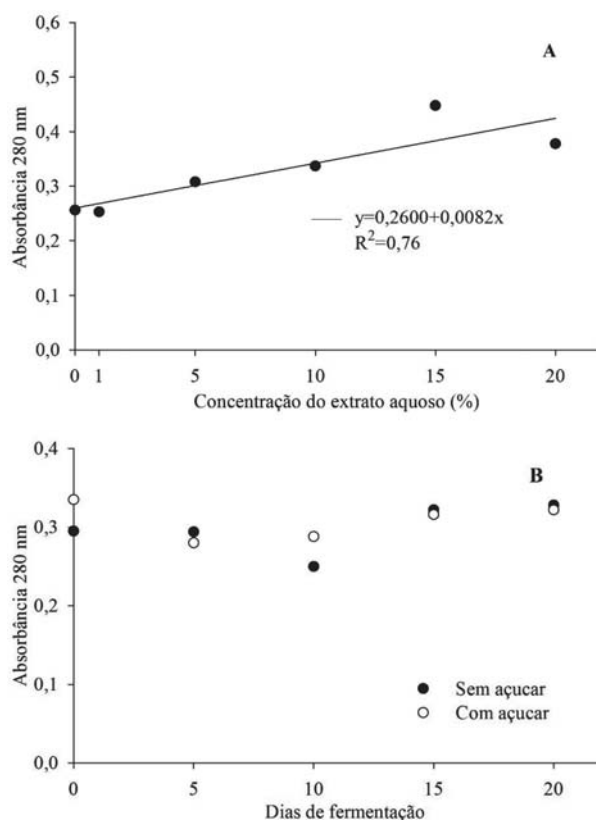 A
Absorbância 280 nm
0,6
0,5
0,4
0,3
0,2
0,1
0,0
y=0,2600+0,0082x
R²=0,76
0 1 5 10 15 20
Concentração do extrato aquoso (%)
B
Absorbância 280 nm
0,4
0,3
0,2
0,1
0,0
Sem açucar
Com açucar
0 5 10 15 20
Dias de fermentação